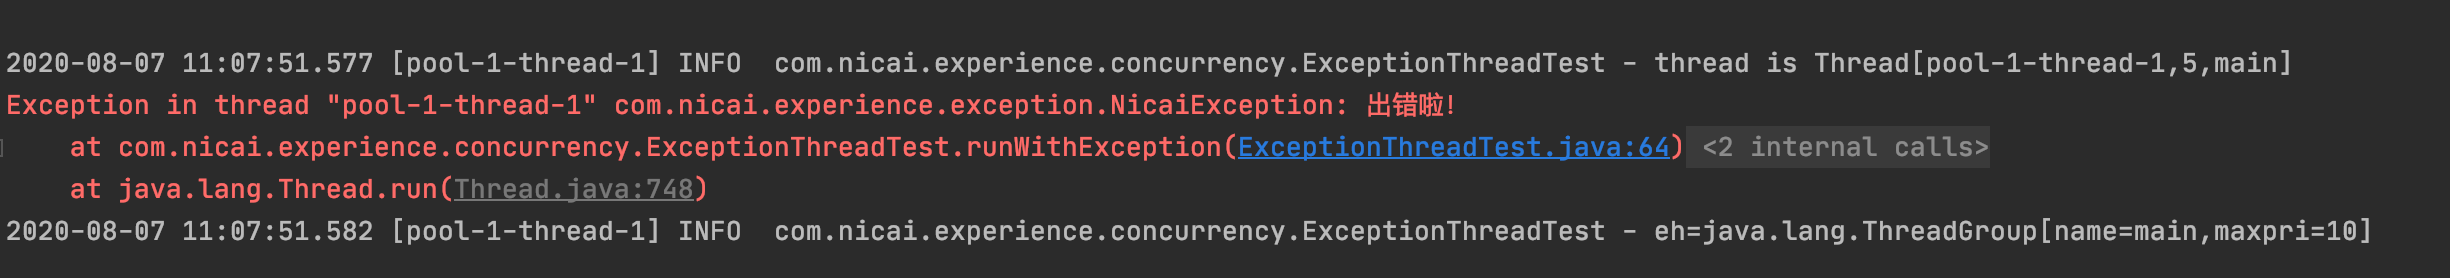 2020-08-07 11:07:51.577 [pool-1-thread-1] INFO  com.nicai.experience.concurrency.ExceptionThreadTest - thread is Thread[pool-1-thread-1,5,main]
Exception in thread "pool-1-thread-1" com.nicai.experience.exception.NicaiException: 出错啦!
    at com.nicai.experience.concurrency.ExceptionThreadTest.runWithException(ExceptionThreadTest.java:64) <2 internal calls>
    at java.lang.Thread.run(Thread.java:748)
2020-08-07 11:07:51.582 [pool-1-thread-1] INFO  com.nicai.experience.concurrency.ExceptionThreadTest - eh=java.lang.ThreadGroup[name=main,maxpri=10]